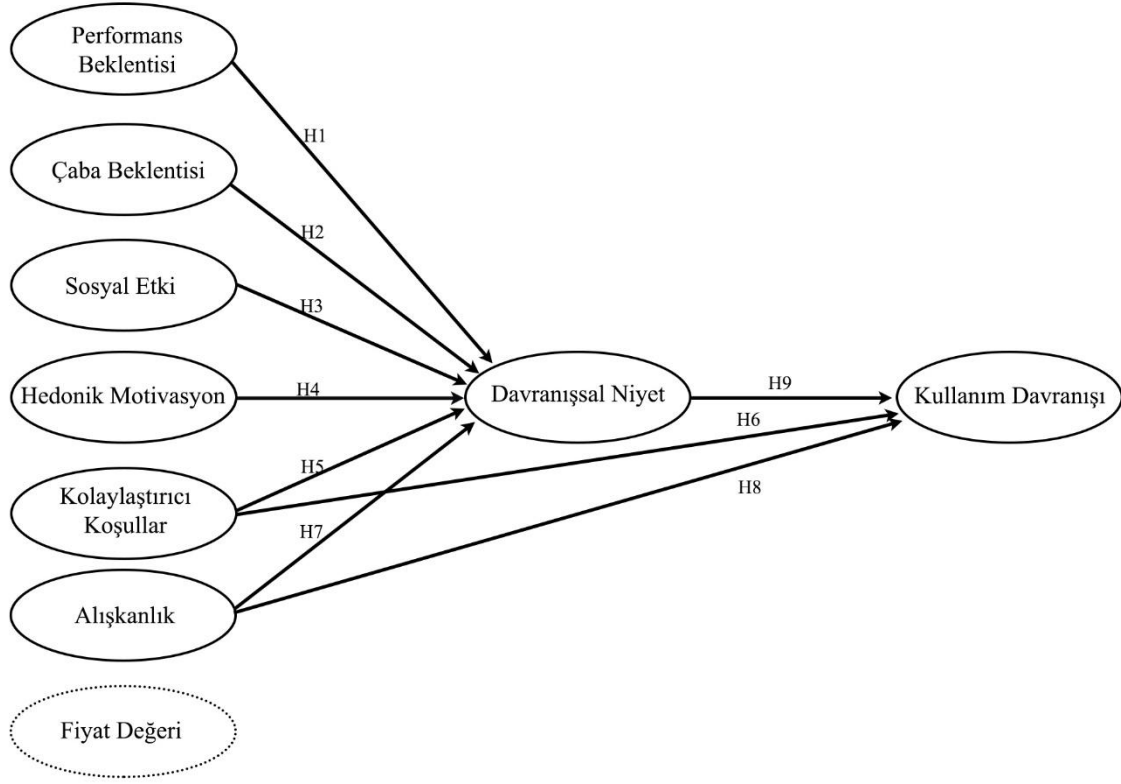 Performans
Beklentisi
H1
Çaba Beklentisi
H2
Sosyal Etki
H3
Hedonik Motivasyon
H4
Davranışsal Niyet
H9
Kullanım Davranışı
H6
Kolaylaştırıcı
Koşullar
H5
H8
H7
Alışkanlık
Fiyat Değeri